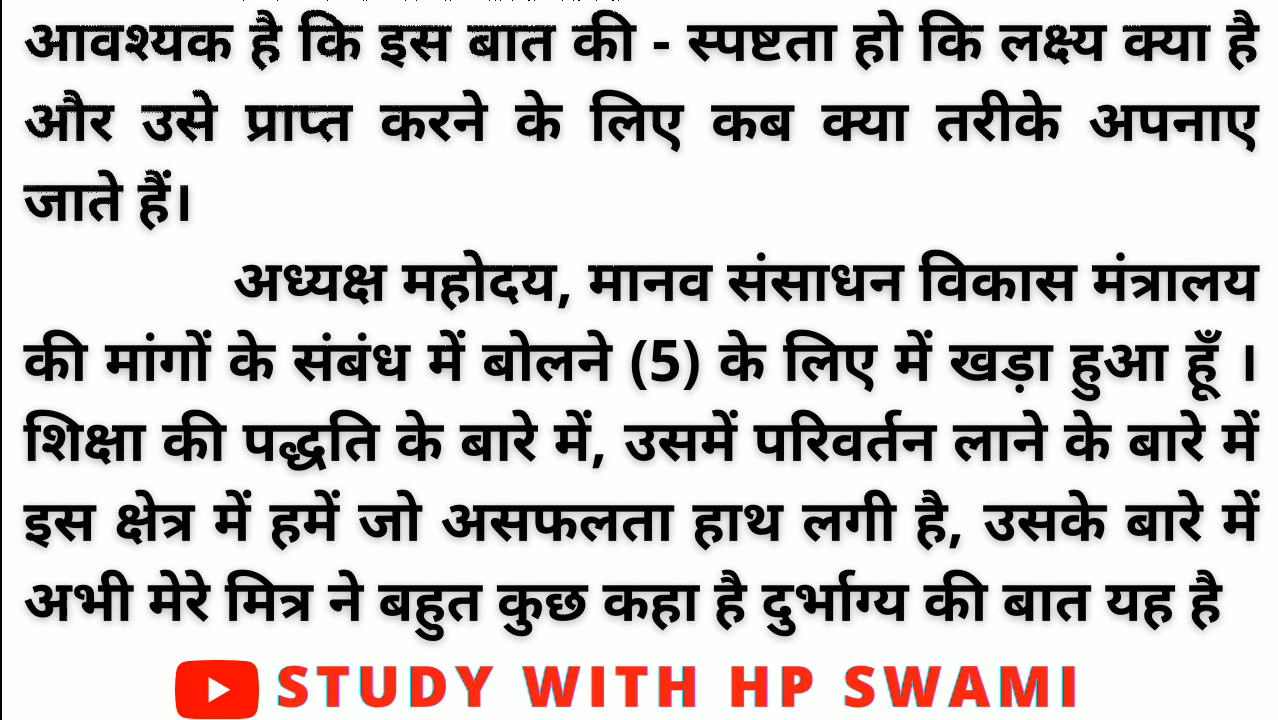 आवश्यक है कि इस बात की - स्पष्टता हो कि लक्ष्य क्या है
और उसे प्राप्त करने के लिए कब क्या तरीके अपनाए
जाते हैं।
अध्यक्ष महोदय, मानव संसाधन विकास मंत्रालय
की मांगों के संबंध में बोलने (5) के लिए में खड़ा हुआ हूँ ।
शिक्षा की पद्धति के बारे में, उसमें परिवर्तन लाने के बारे में
इस क्षेत्र में हमें जो असफलता हाथ लगी है, उसके बारे में
अभी मेरे मित्र ने बहुत कुछ कहा है दुर्भाग्य की बात यह है
STUDY WITH HP SWAMI